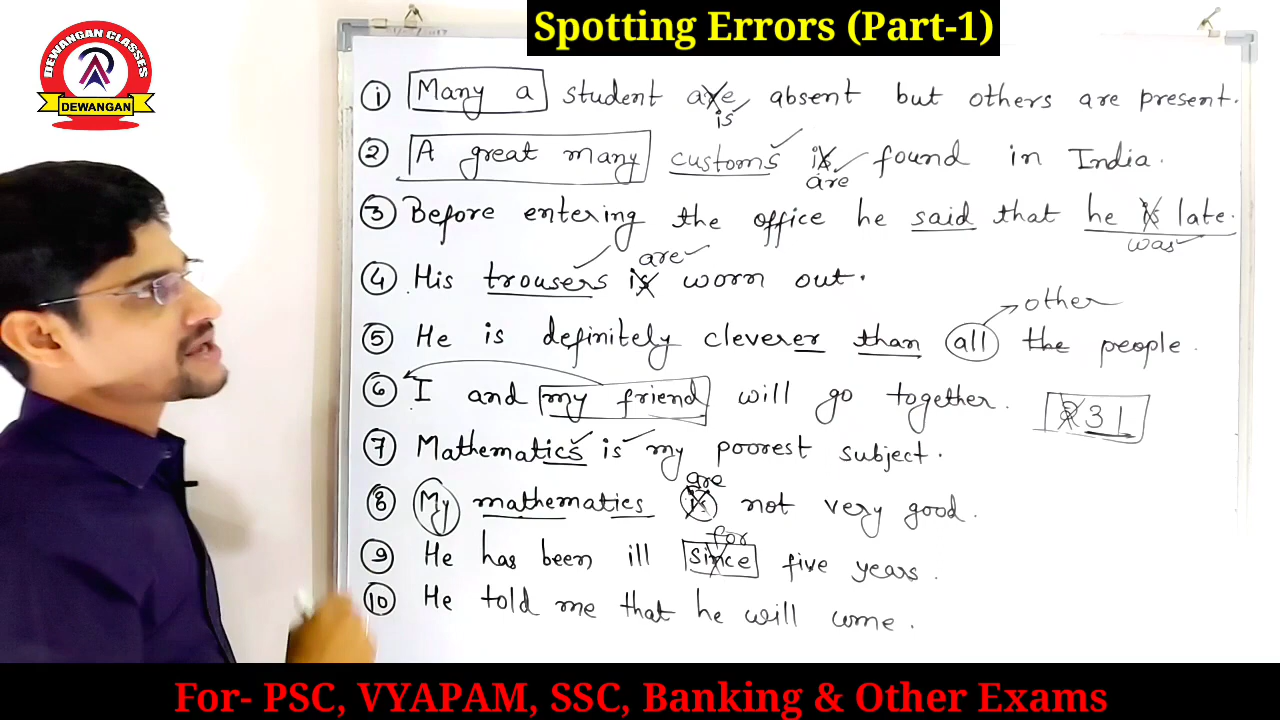 Spotting Errors (Part-1)
DEWANGAN CLASSES
DEWANGAN
① Many a student are absent but others are present.
is
② A great many customs is found in India.
are
③ Before entering the office he said that he is late.
was
are
④ His trousers is worn out.
other
⑤ He is definitely cleverer than all the people.
⑥ I and my friend will go together. 231
⑦ Mathematics is my poorest subject.
are
⑧ My mathematics is not very good.
for
⑨ He has been ill since five years.
⑩ He told me that he will come.
For- PSC, VYAPAM, SSC, Banking & Other Exams